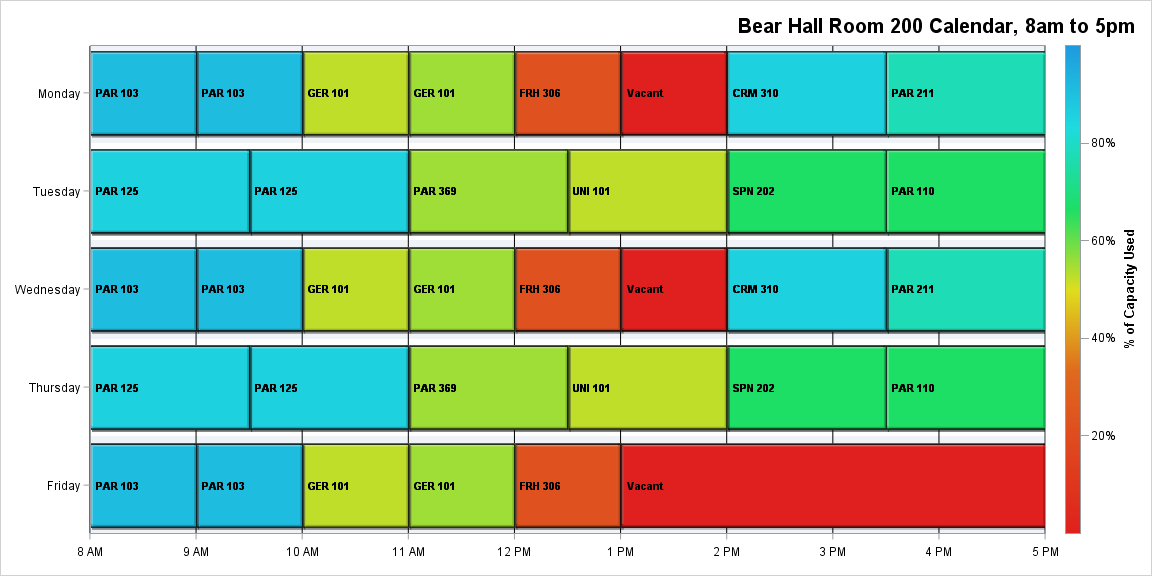 Bear Hall Room 200 Calendar, 8am to 5pm
Monday PAR 103 PAR 103 GER 101 GER 101 FRH 306 Vacant CRM 310 PAR 211
Tuesday PAR 125 PAR 125 PAR 369 UNI 101 SPN 202 PAR 110
Wednesday PAR 103 PAR 103 GER 101 GER 101 FRH 306 Vacant CRM 310 PAR 211
Thursday PAR 125 PAR 125 PAR 369 UNI 101 SPN 202 PAR 110
Friday PAR 103 PAR 103 GER 101 GER 101 FRH 306 Vacant
8 AM 9 AM 10 AM 11 AM 12 PM 1 PM 2 PM 3 PM 4 PM 5 PM
80%
60%
40%
20%
% of Capacity Used